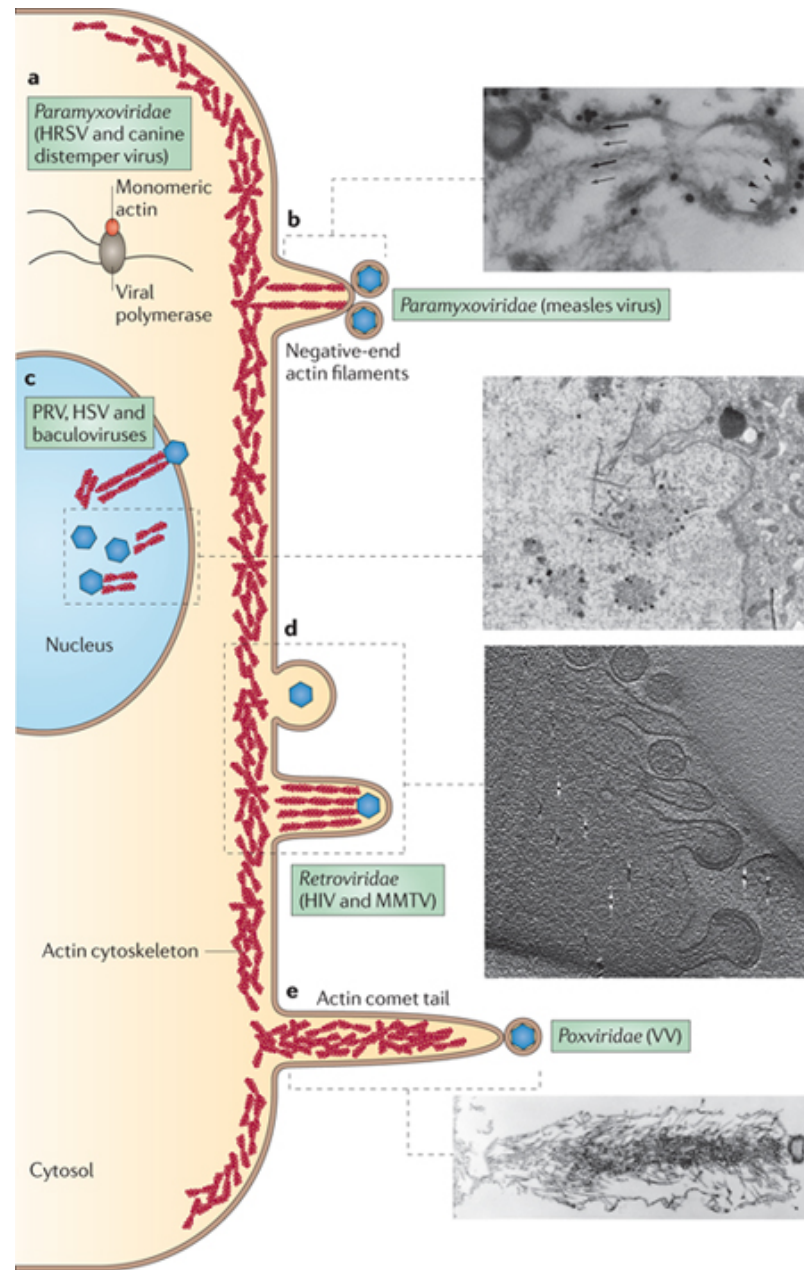 a
Paramyxoviridae
(HRSV and canine
distemper virus)
Monomeric
actin
Viral
polymerase
b
Paramyxoviridae (measles virus)
Negative-end
actin filaments
c
PRV, HSV and
baculoviruses
Nucleus
d
Retroviridae
(HIV and MMTV)
Actin cytoskeleton
e
Actin comet tail
Poxviridae (VV)
Cytosol